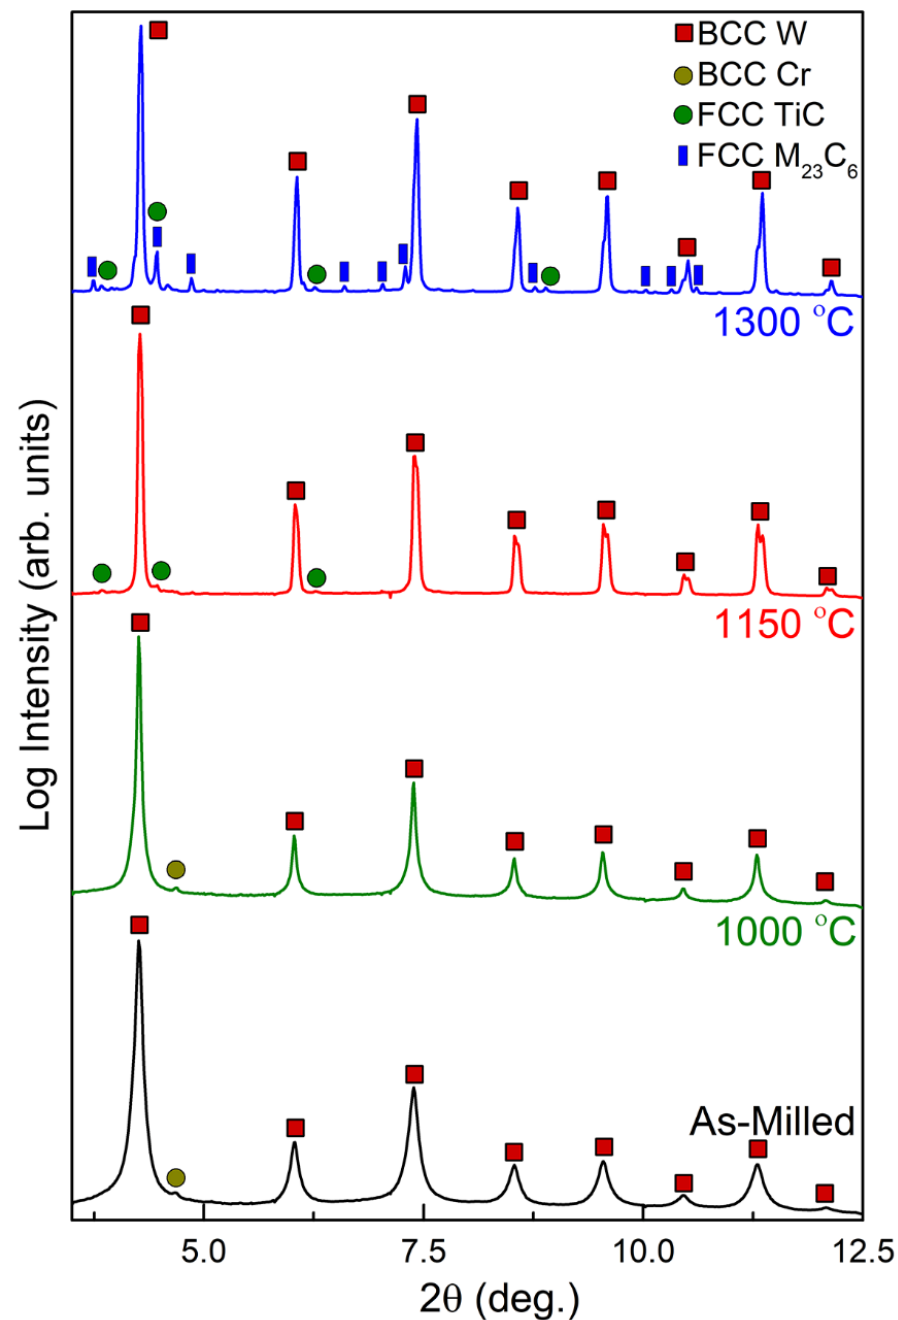 BCC W
BCC Cr
FCC TiC
FCC M₂₃C₆
1300 °C
1150 °C
1000 °C
As-Milled
Log Intensity (arb. units)
5.0 7.5 10.0 12.5
2θ (deg.)